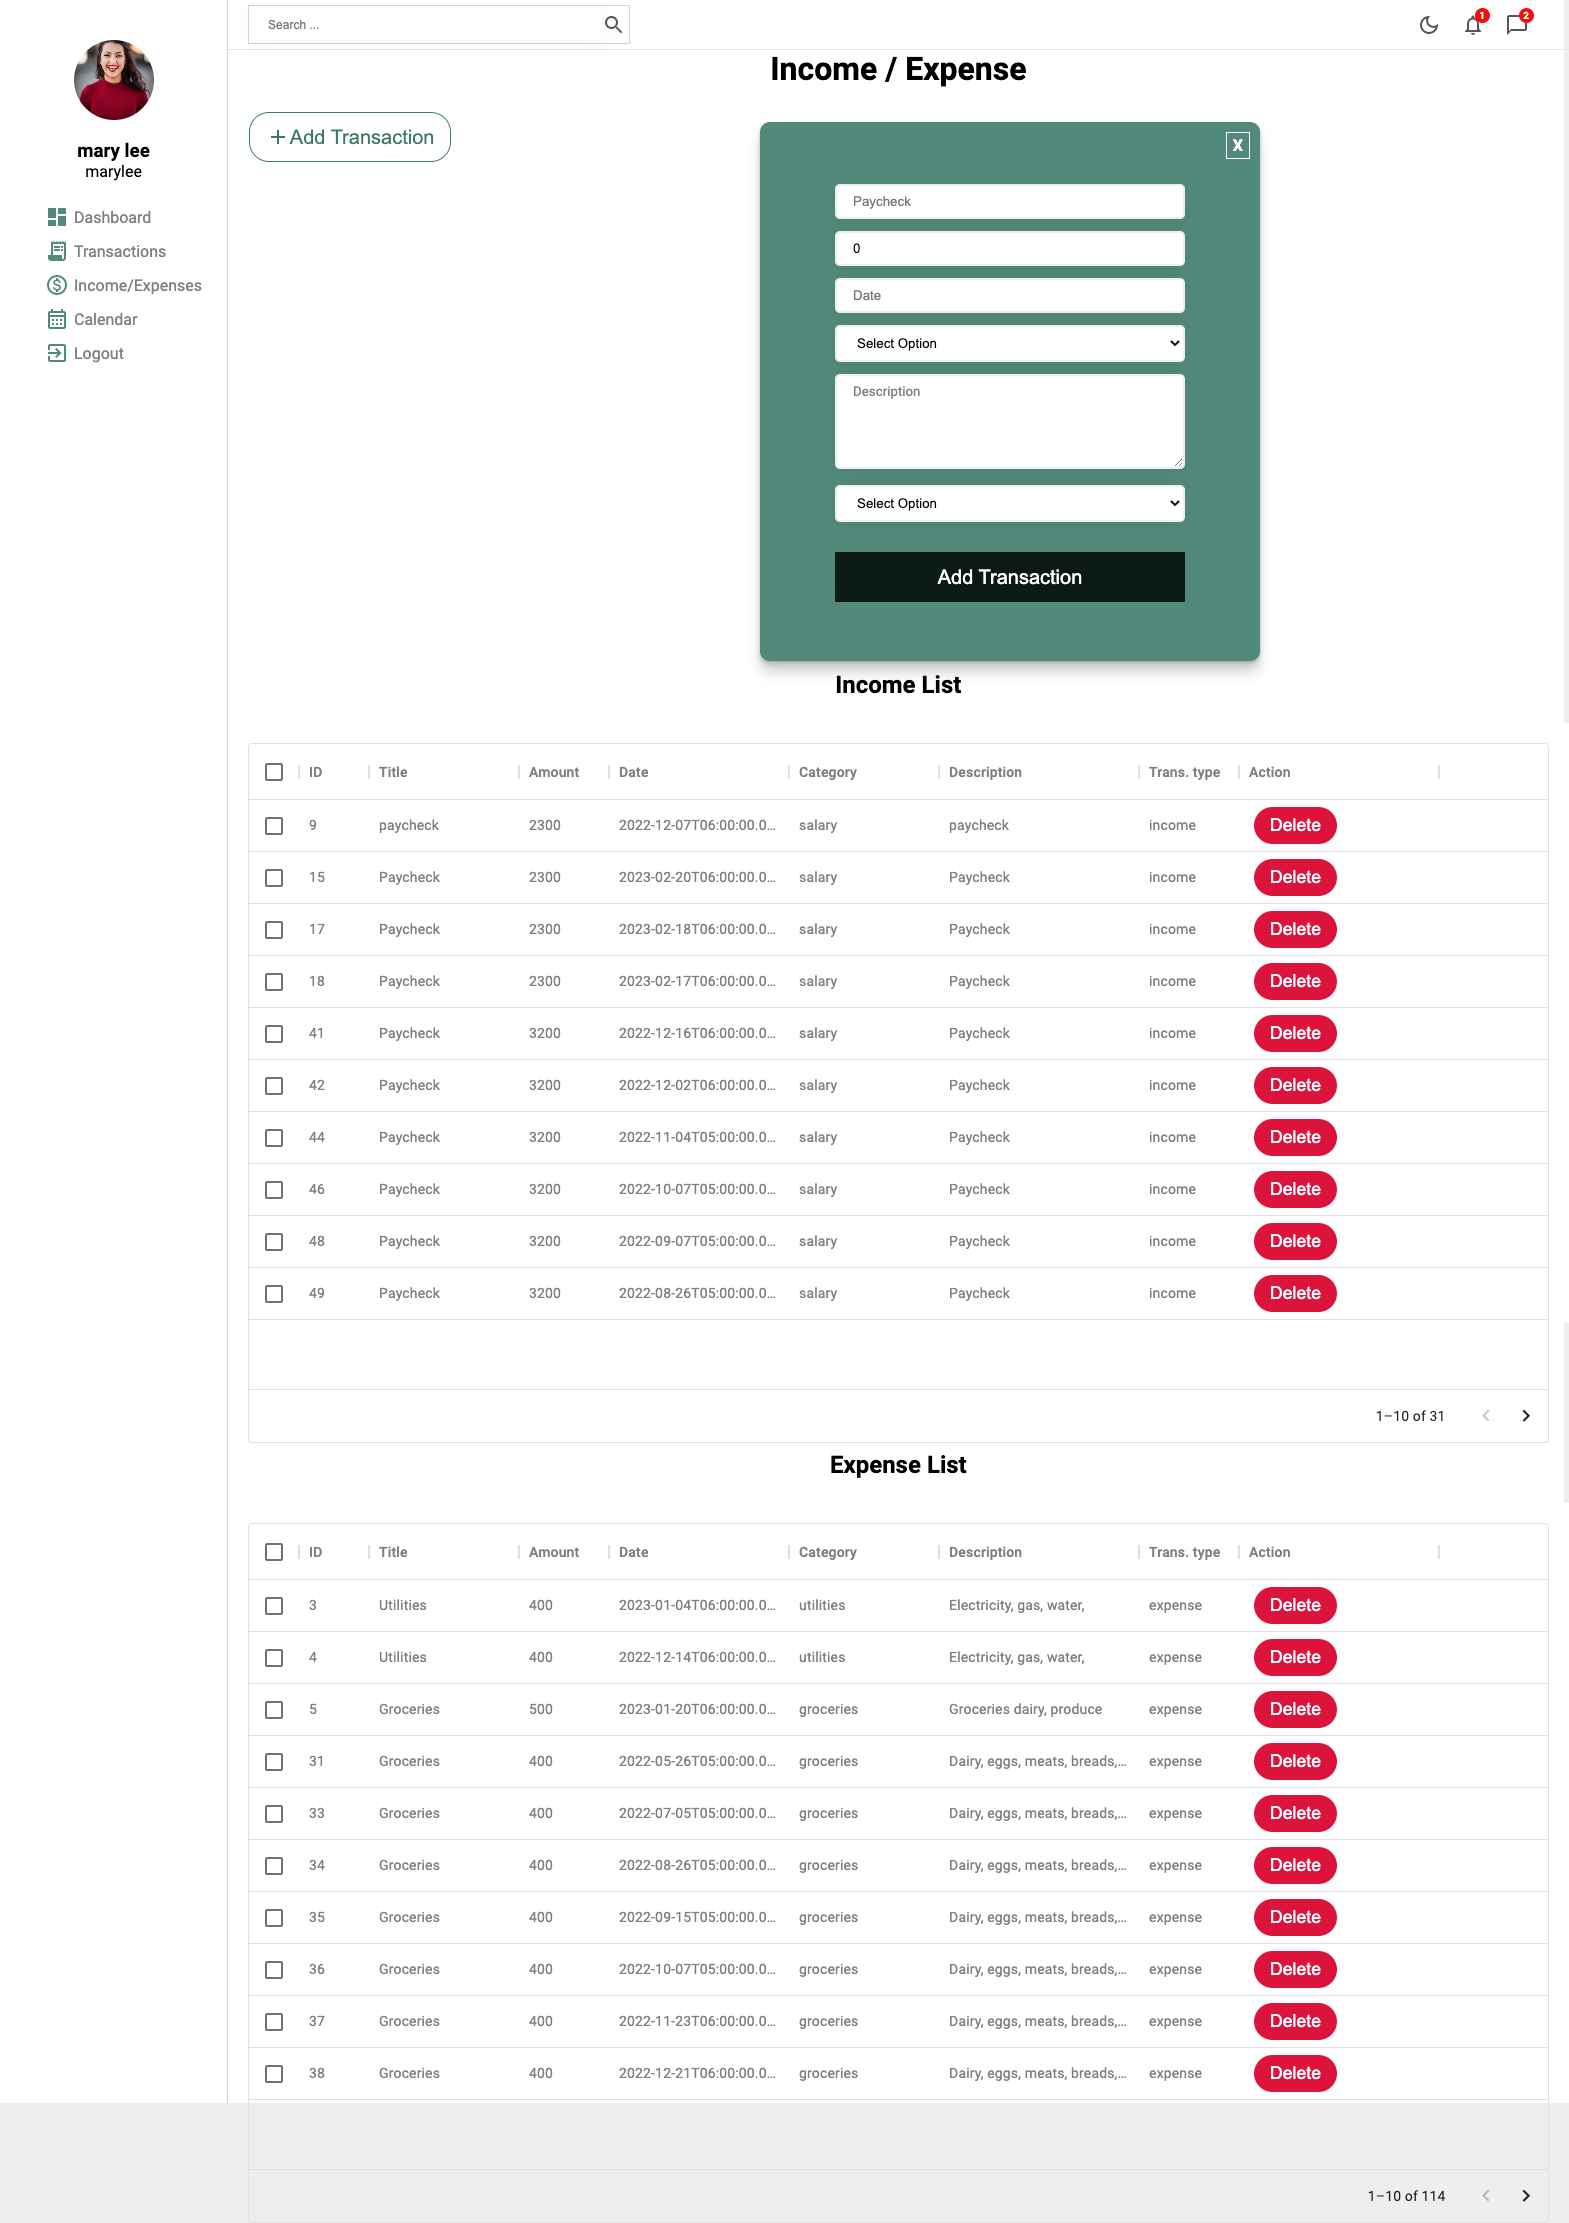 Search ...
1
2
mary lee
marylee
Dashboard
Transactions
Income/Expenses
Calendar
Logout
Income / Expense
+ Add Transaction
X
Paycheck
0
Date
Select Option
Description
Select Option
Add Transaction
Income List
ID Title Amount Date Category Description Trans. type Action
9 paycheck 2300 2022-12-07T06:00:00.0... salary paycheck income Delete
15 Paycheck 2300 2023-02-20T06:00:00.0... salary Paycheck income Delete
17 Paycheck 2300 2023-02-18T06:00:00.0... salary Paycheck income Delete
18 Paycheck 2300 2023-02-17T06:00:00.0... salary Paycheck income Delete
41 Paycheck 3200 2022-12-16T06:00:00.0... salary Paycheck income Delete
42 Paycheck 3200 2022-12-02T06:00:00.0... salary Paycheck income Delete
44 Paycheck 3200 2022-11-04T05:00:00.0... salary Paycheck income Delete
46 Paycheck 3200 2022-10-07T05:00:00.0... salary Paycheck income Delete
48 Paycheck 3200 2022-09-07T05:00:00.0... salary Paycheck income Delete
49 Paycheck 3200 2022-08-26T05:00:00.0... salary Paycheck income Delete
1–10 of 31
Expense List
ID Title Amount Date Category Description Trans. type Action
3 Utilities 400 2023-01-04T06:00:00.0... utilities Electricity, gas, water, expense Delete
4 Utilities 400 2022-12-14T06:00:00.0... utilities Electricity, gas, water, expense Delete
5 Groceries 500 2023-01-20T06:00:00.0... groceries Groceries dairy, produce expense Delete
31 Groceries 400 2022-05-26T05:00:00.0... groceries Dairy, eggs, meats, breads,... expense Delete
33 Groceries 400 2022-07-05T05:00:00.0... groceries Dairy, eggs, meats, breads,... expense Delete
34 Groceries 400 2022-08-26T05:00:00.0... groceries Dairy, eggs, meats, breads,... expense Delete
35 Groceries 400 2022-09-15T05:00:00.0... groceries Dairy, eggs, meats, breads,... expense Delete
36 Groceries 400 2022-10-07T05:00:00.0... groceries Dairy, eggs, meats, breads,... expense Delete
37 Groceries 400 2022-11-23T06:00:00.0... groceries Dairy, eggs, meats, breads,... expense Delete
38 Groceries 400 2022-12-21T06:00:00.0... groceries Dairy, eggs, meats, breads,... expense Delete
1–10 of 114